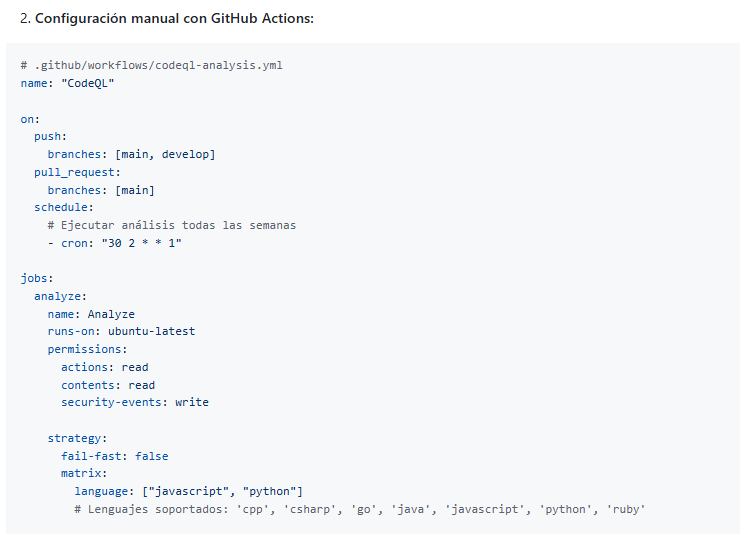 2. Configuración manual con GitHub Actions:
# .github/workflows/codeql-analysis.yml
name: "CodeQL"
on:
push:
branches: [main, develop]
pull_request:
branches: [main]
schedule:
# Ejecutar análisis todas las semanas
- cron: "30 2 * * 1"
jobs:
analyze:
name: Analyze
runs-on: ubuntu-latest
permissions:
actions: read
contents: read
security-events: write
strategy:
fail-fast: false
matrix:
language: ["javascript", "python"]
# Lenguajes soportados: 'cpp', 'csharp', 'go', 'java', 'javascript', 'python', 'ruby'